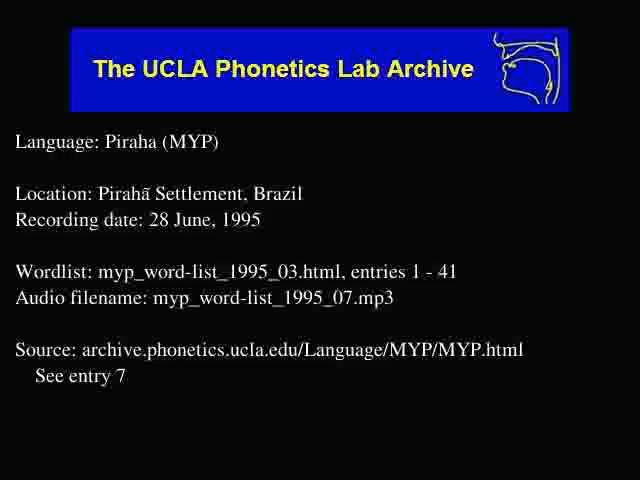 The UCLA Phonetics Lab Archive
Language: Piraha (MYP)
Location: Pirahã Settlement, Brazil
Recording date: 28 June, 1995
Wordlist: myp_word-list_1995_03.html, entries 1 - 41
Audio filename: myp_word-list_1995_07.mp3
Source: archive.phonetics.ucla.edu/Language/MYP/MYP.html
See entry 7